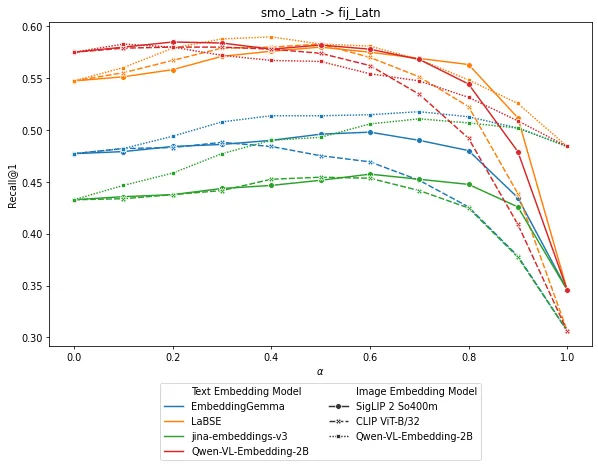 smo_Latn -> fij_Latn
Recall@1
0.60
0.55
0.50
0.45
0.40
0.35
0.30
0.0 0.2 0.4 0.6 0.8 1.0
α
Text Embedding Model
EmbeddingGemma
LaBSE
jina-embeddings-v3
Qwen-VL-Embedding-2B
Image Embedding Model
SigLIP 2 So400m
CLIP ViT-B/32
Qwen-VL-Embedding-2B